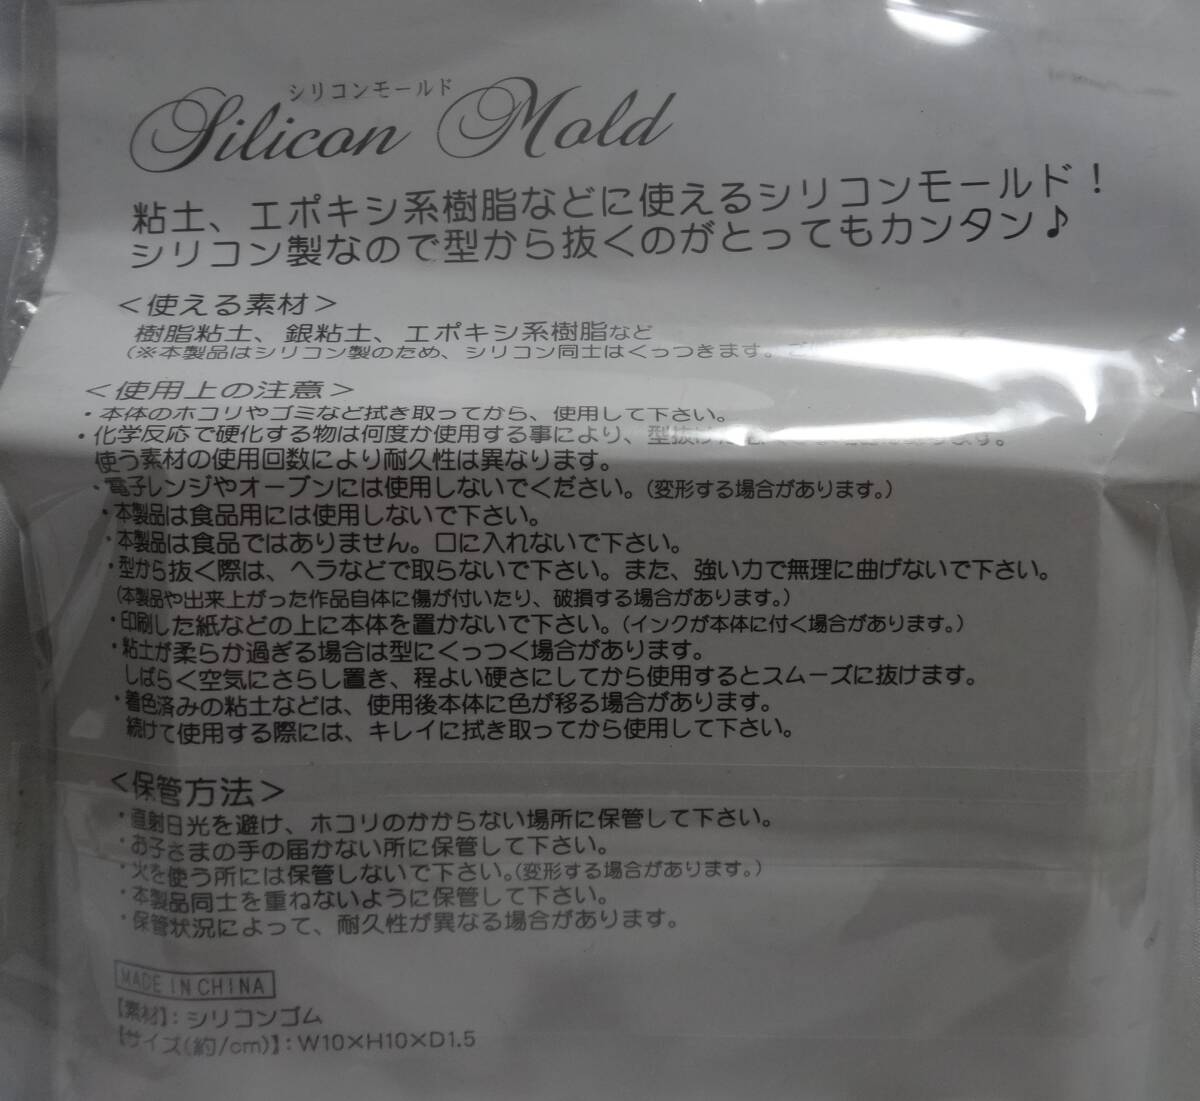 シリコンモールド
Silicon Mold
粘土、エポキシ系樹脂などに使えるシリコンモールド！
シリコン製なので型から抜くのがとってもカンタン♪
＜使える素材＞
樹脂粘土、銀粘土、エポキシ系樹脂など
（※本製品はシリコン製のため、シリコン同士はくっつきます。
＜使用上の注意＞
・本体のホコリやゴミなど拭き取ってから、使用して下さい。
・化学反応で硬化する物は何度か使用する事により、型抜け
使う素材の使用回数により耐久性は異なります。
・電子レンジやオーブンには使用しないでください。（変形する場合があります。）
・本製品は食品用には使用しないで下さい。
・本製品は食品ではありません。口に入れないで下さい。
・型から抜く際は、ヘラなどで取らないで下さい。また、強い力で無理に曲げないで下さい。
（本製品や出来上がった作品自体に傷が付いたり、破損する場合があります。）
・印刷した紙などの上に本体を置かないで下さい。（インクが本体に付く場合があります。）
・粘土が柔らか過ぎる場合は型にくっつく場合があります。
しばらく空気にさらし置き、程よい硬さにしてから使用するとスムーズに抜けます。
・着色済みの粘土などは、使用後本体に色が移る場合があります。
続けて使用する際には、キレイに拭き取ってから使用して下さい。
＜保管方法＞
・直射日光を避け、ホコリのかからない場所に保管して下さい。
・お子さまの手の届かない所に保管して下さい。
・火を使う所には保管しないで下さい。（変形する場合があります。）
・本製品同士を重ねないように保管して下さい。
・保管状況によって、耐久性が異なる場合があります。
MADE IN CHINA
【素材】：シリコンゴム
【サイズ（約/cm）】：W10×H10×D1.5